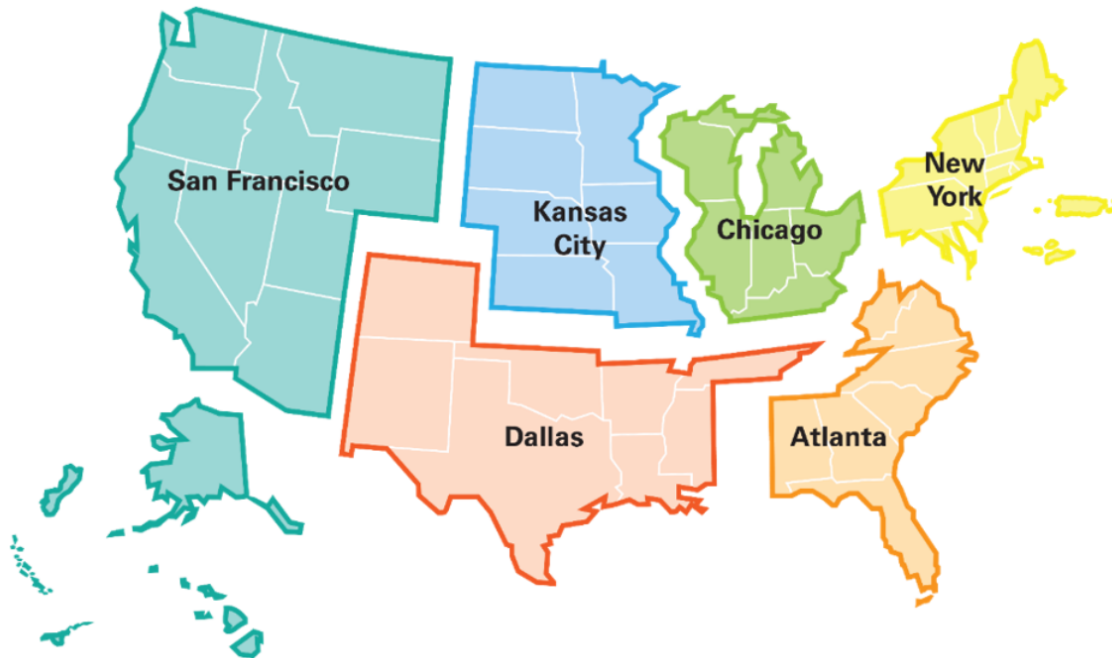 San Francisco
Kansas
City
Chicago
New
York
Dallas
Atlanta